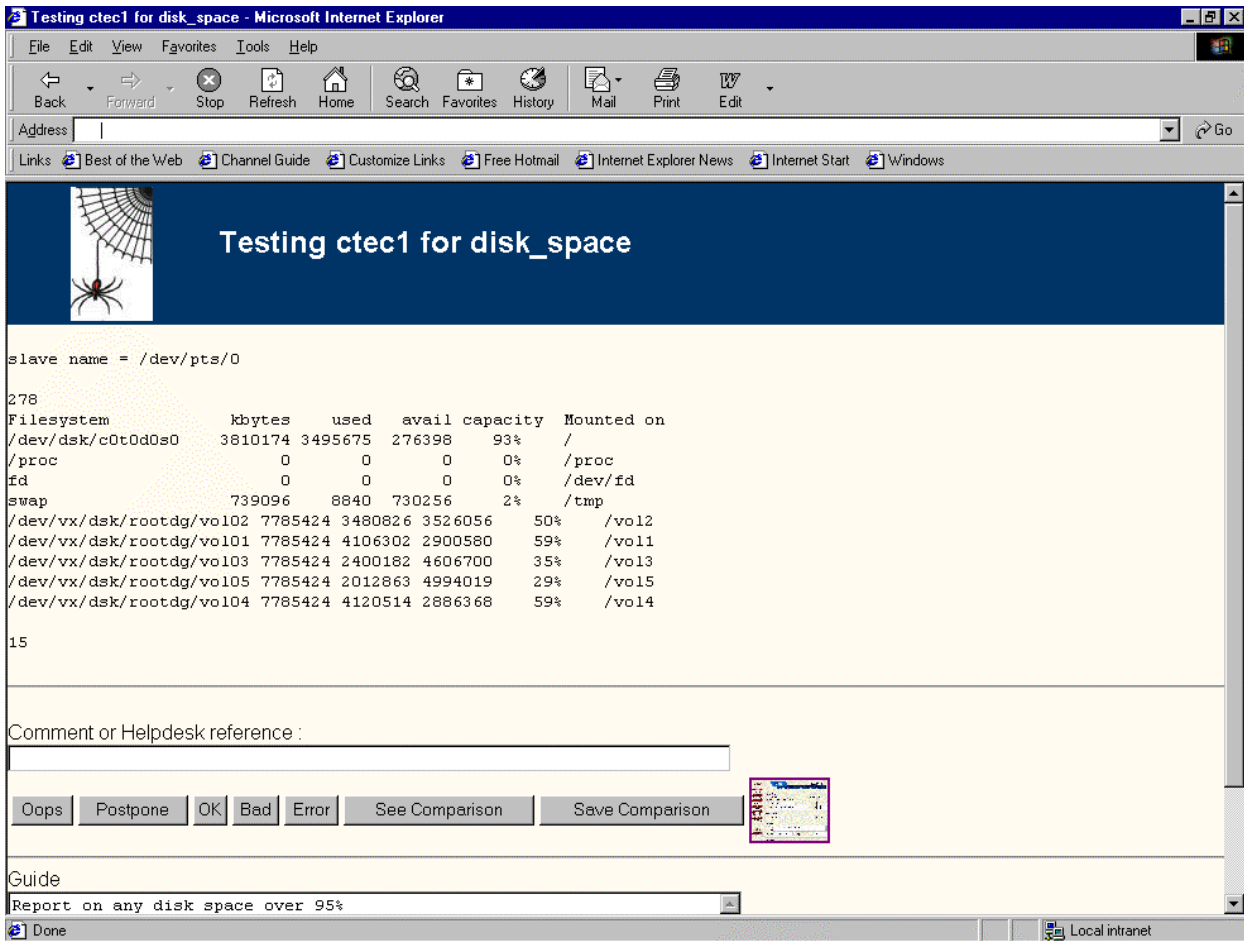 Testing ctec1 for disk_space - Microsoft Internet Explorer
File Edit View Favorites Tools Help
Back Forward Stop Refresh Home Search Favorites History Mail Print Edit
Address Go
Links Best of the Web Channel Guide Customize Links Free Hotmail Internet Explorer News Internet Start Windows
Testing ctec1 for disk_space
slave name = /dev/pts/0
278
Filesystem kbytes used avail capacity Mounted on
/dev/dsk/c0t0d0s0 3810174 3495675 276398 93% /
/proc 0 0 0 0% /proc
fd 0 0 0 0% /dev/fd
swap 739096 8840 730256 2% /tmp
/dev/vx/dsk/rootdg/vol02 7785424 3480826 3526056 50% /vol2
/dev/vx/dsk/rootdg/vol01 7785424 4106302 2900580 59% /vol1
/dev/vx/dsk/rootdg/vol03 7785424 2400182 4606700 35% /vol3
/dev/vx/dsk/rootdg/vol05 7785424 2012863 4994019 29% /vol5
/dev/vx/dsk/rootdg/vol04 7785424 4120514 2886368 59% /vol4
15
Comment or Helpdesk reference :
Oops Postpone OK Bad Error See Comparison Save Comparison
Guide
Report on any disk space over 95%
Done Local intranet